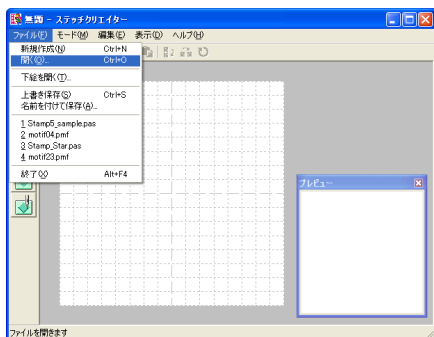 無題 - ステッチクリエイター
ファイル(F) モード(M) 編集(E) 表示(D) ヘルプ(H)
新規作成(N) Ctrl+N
開く(O)... Ctrl+O
下絵を開く(T)...
上書き保存(S) Ctrl+S
名前を付けて保存(A)...
1 Stamp5_sample.pas
2 motif04.pmf
3 Stamp_Star.pas
4 motif23.pmf
終了(X) Alt+F4
プレビュー
ファイルを開きます